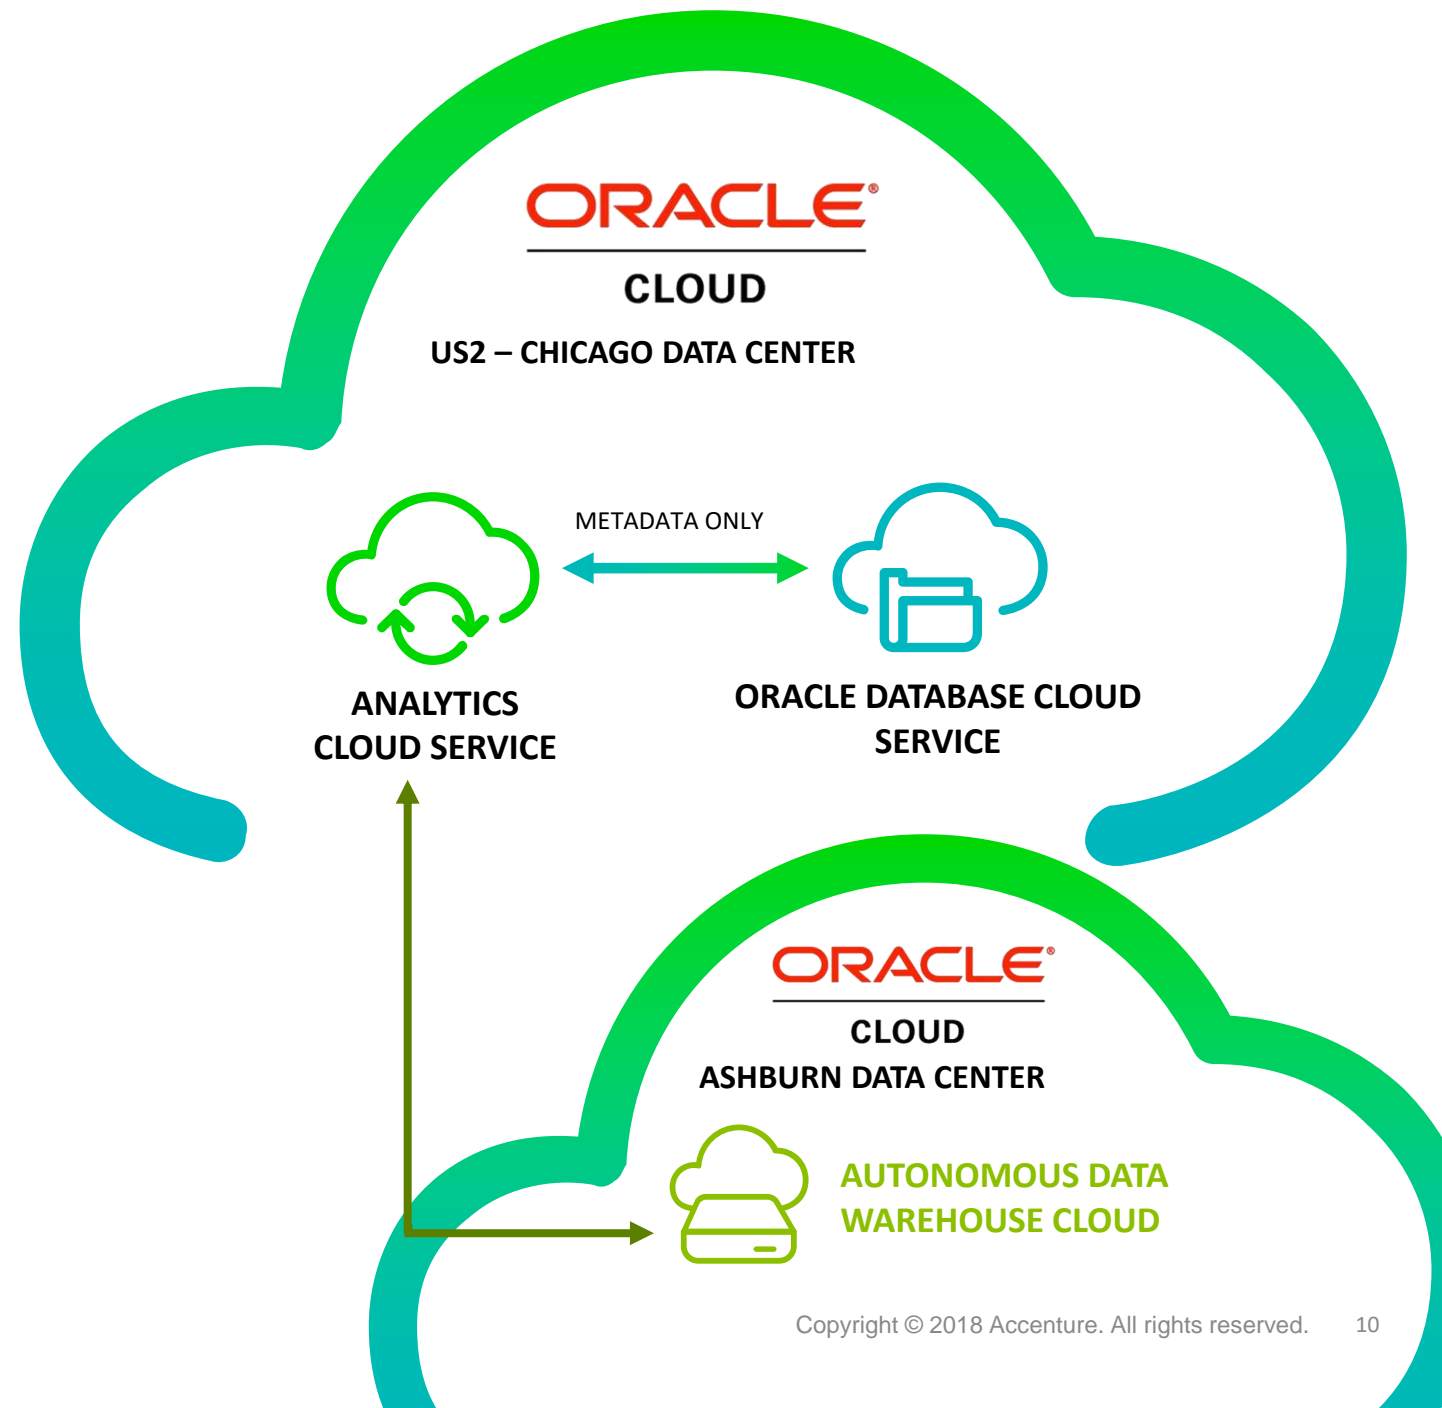 ORACLE®
CLOUD
US2 – CHICAGO DATA CENTER
METADATA ONLY
ANALYTICS
CLOUD SERVICE
ORACLE DATABASE CLOUD
SERVICE
ORACLE®
CLOUD
ASHBURN DATA CENTER
AUTONOMOUS DATA
WAREHOUSE CLOUD
Copyright © 2018 Accenture. All rights reserved. 10